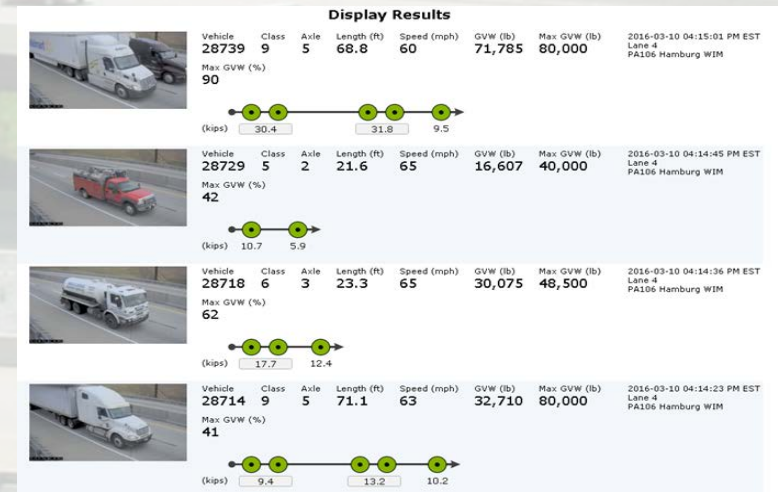 Display Results
Vehicle Class Axle Length (ft) Speed (mph) GVW (lb) Max GVW (lb) 2016-03-10 04:15:01 PM EST
28739 9 5 68.8 60 71,785 80,000 Lane 4
PA106 Hamburg WIM
Max GVW (%)
90
(kips) 30.4 31.8 9.5
Vehicle Class Axle Length (ft) Speed (mph) GVW (lb) Max GVW (lb) 2016-03-10 04:14:45 PM EST
28729 5 2 21.6 65 16,607 40,000 Lane 4
PA106 Hamburg WIM
Max GVW (%)
42
(kips) 10.7 5.9
Vehicle Class Axle Length (ft) Speed (mph) GVW (lb) Max GVW (lb) 2016-03-10 04:14:36 PM EST
28718 6 3 23.3 65 30,075 48,500 Lane 4
PA106 Hamburg WIM
Max GVW (%)
62
(kips) 17.7 12.4
Vehicle Class Axle Length (ft) Speed (mph) GVW (lb) Max GVW (lb) 2016-03-10 04:14:23 PM EST
28714 9 5 71.1 63 32,710 80,000 Lane 4
PA106 Hamburg WIM
Max GVW (%)
41
(kips) 9.4 13.2 10.2